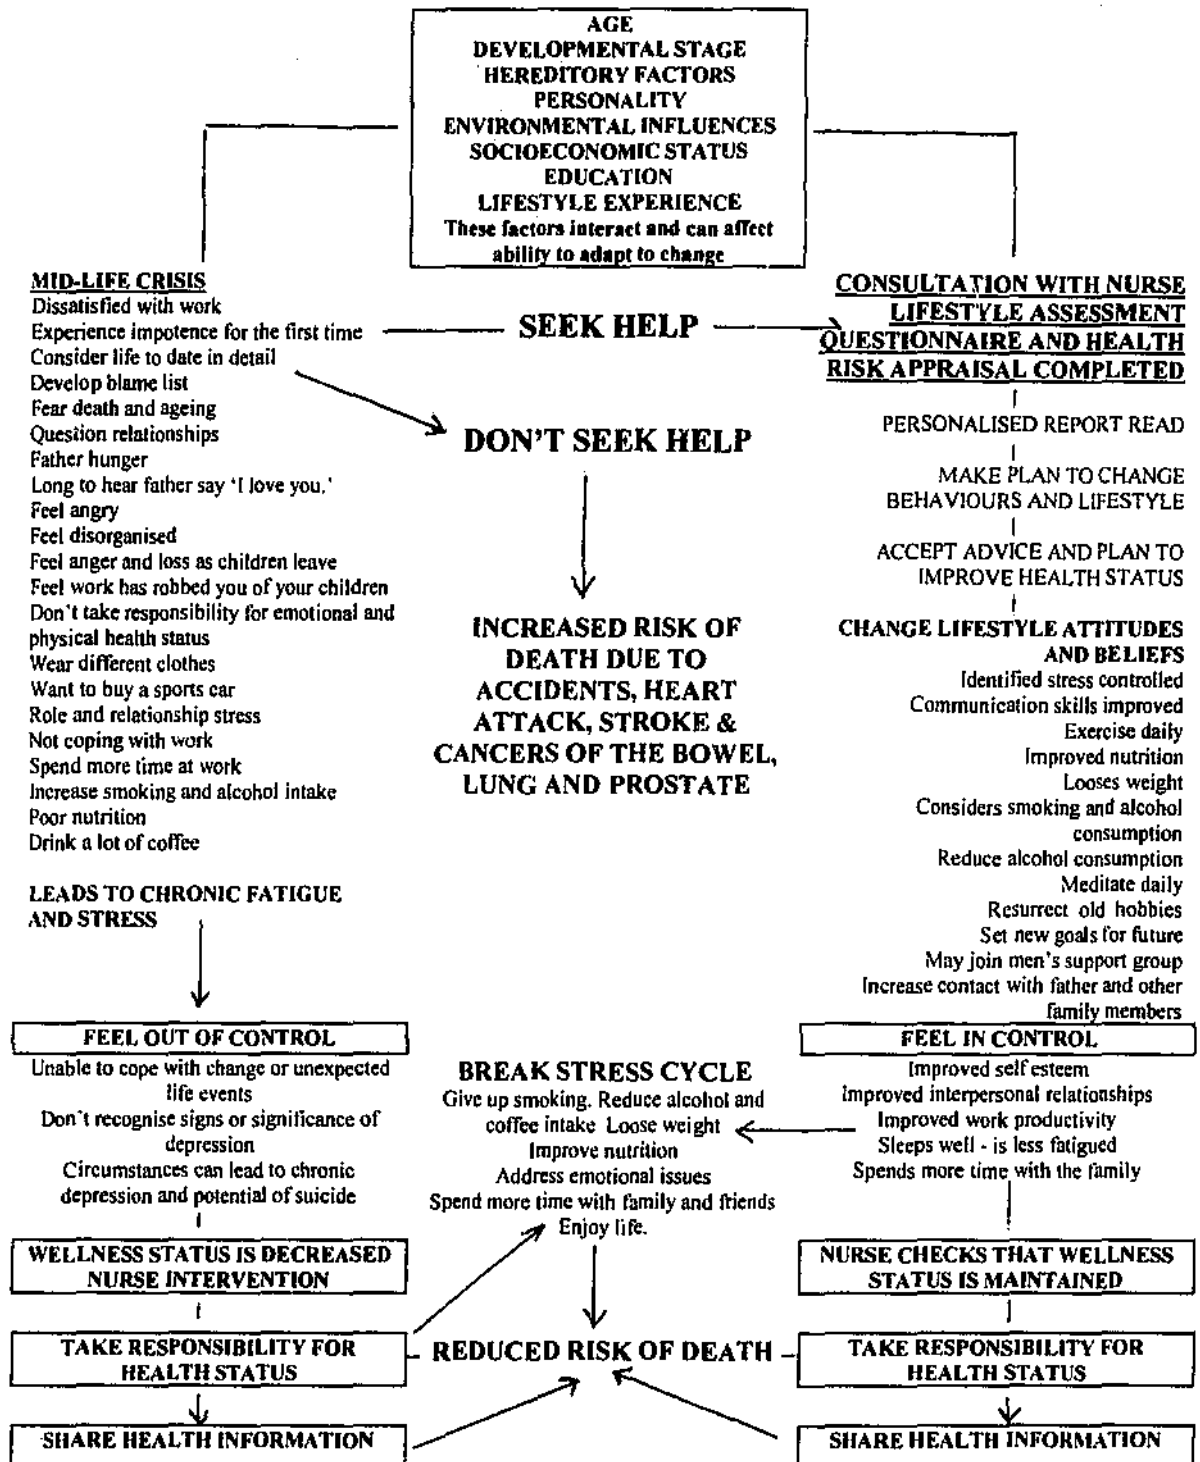 AGE
DEVELOPMENTAL STAGE
HEREDITORY FACTORS
PERSONALITY
ENVIRONMENTAL INFLUENCES
SOCIOECONOMIC STATUS
EDUCATION
LIFESTYLE EXPERIENCE
These factors interact and can affect
ability to adapt to change
MID-LIFE CRISIS
Dissatisfied with work
Experience impotence for the first time
Consider life to date in detail
Develop blame list
Fear death and ageing
Question relationships
Father hunger
Long to hear father say ‘I love you.’
Feel angry
Feel disorganised
Feel anger and loss as children leave
Feel work has robbed you of your children
Don’t take responsibility for emotional and
physical health status
Wear different clothes
Want to buy a sports car
Role and relationship stress
Not coping with work
Spend more time at work
Increase smoking and alcohol intake
Poor nutrition
Drink a lot of coffee
LEADS TO CHRONIC FATIGUE
AND STRESS
FEEL OUT OF CONTROL
Unable to cope with change or unexpected
life events
Don’t recognise signs or significance of
depression
Circumstances can lead to chronic
depression and potential of suicide
WELLNESS STATUS IS DECREASED
NURSE INTERVENTION
TAKE RESPONSIBILITY FOR
HEALTH STATUS
SHARE HEALTH INFORMATION
SEEK HELP
DON’T SEEK HELP
INCREASED RISK OF
DEATH DUE TO
ACCIDENTS, HEART
ATTACK, STROKE &
CANCERS OF THE BOWEL,
LUNG AND PROSTATE
BREAK STRESS CYCLE
Give up smoking. Reduce alcohol and
coffee intake Loose weight
Improve nutrition
Address emotional issues
Spend more time with family and friends
Enjoy life.
REDUCED RISK OF DEATH
CONSULTATION WITH NURSE
LIFESTYLE ASSESSMENT
QUESTIONNAIRE AND HEALTH
RISK APPRAISAL COMPLETED
PERSONALISED REPORT READ
MAKE PLAN TO CHANGE
BEHAVIOURS AND LIFESTYLE
ACCEPT ADVICE AND PLAN TO
IMPROVE HEALTH STATUS
CHANGE LIFESTYLE ATTITUDES
AND BELIEFS
Identified stress controlled
Communication skills improved
Exercise daily
Improved nutrition
Looses weight
Considers smoking and alcohol
consumption
Reduce alcohol consumption
Meditate daily
Resurrect old hobbies
Set new goals for future
May join men’s support group
Increase contact with father and other
family members
FEEL IN CONTROL
Improved self esteem
Improved interpersonal relationships
Improved work productivity
Sleeps well - is less fatigued
Spends more time with the family
NURSE CHECKS THAT WELLNESS
STATUS IS MAINTAINED
TAKE RESPONSIBILITY FOR
HEALTH STATUS
SHARE HEALTH INFORMATION